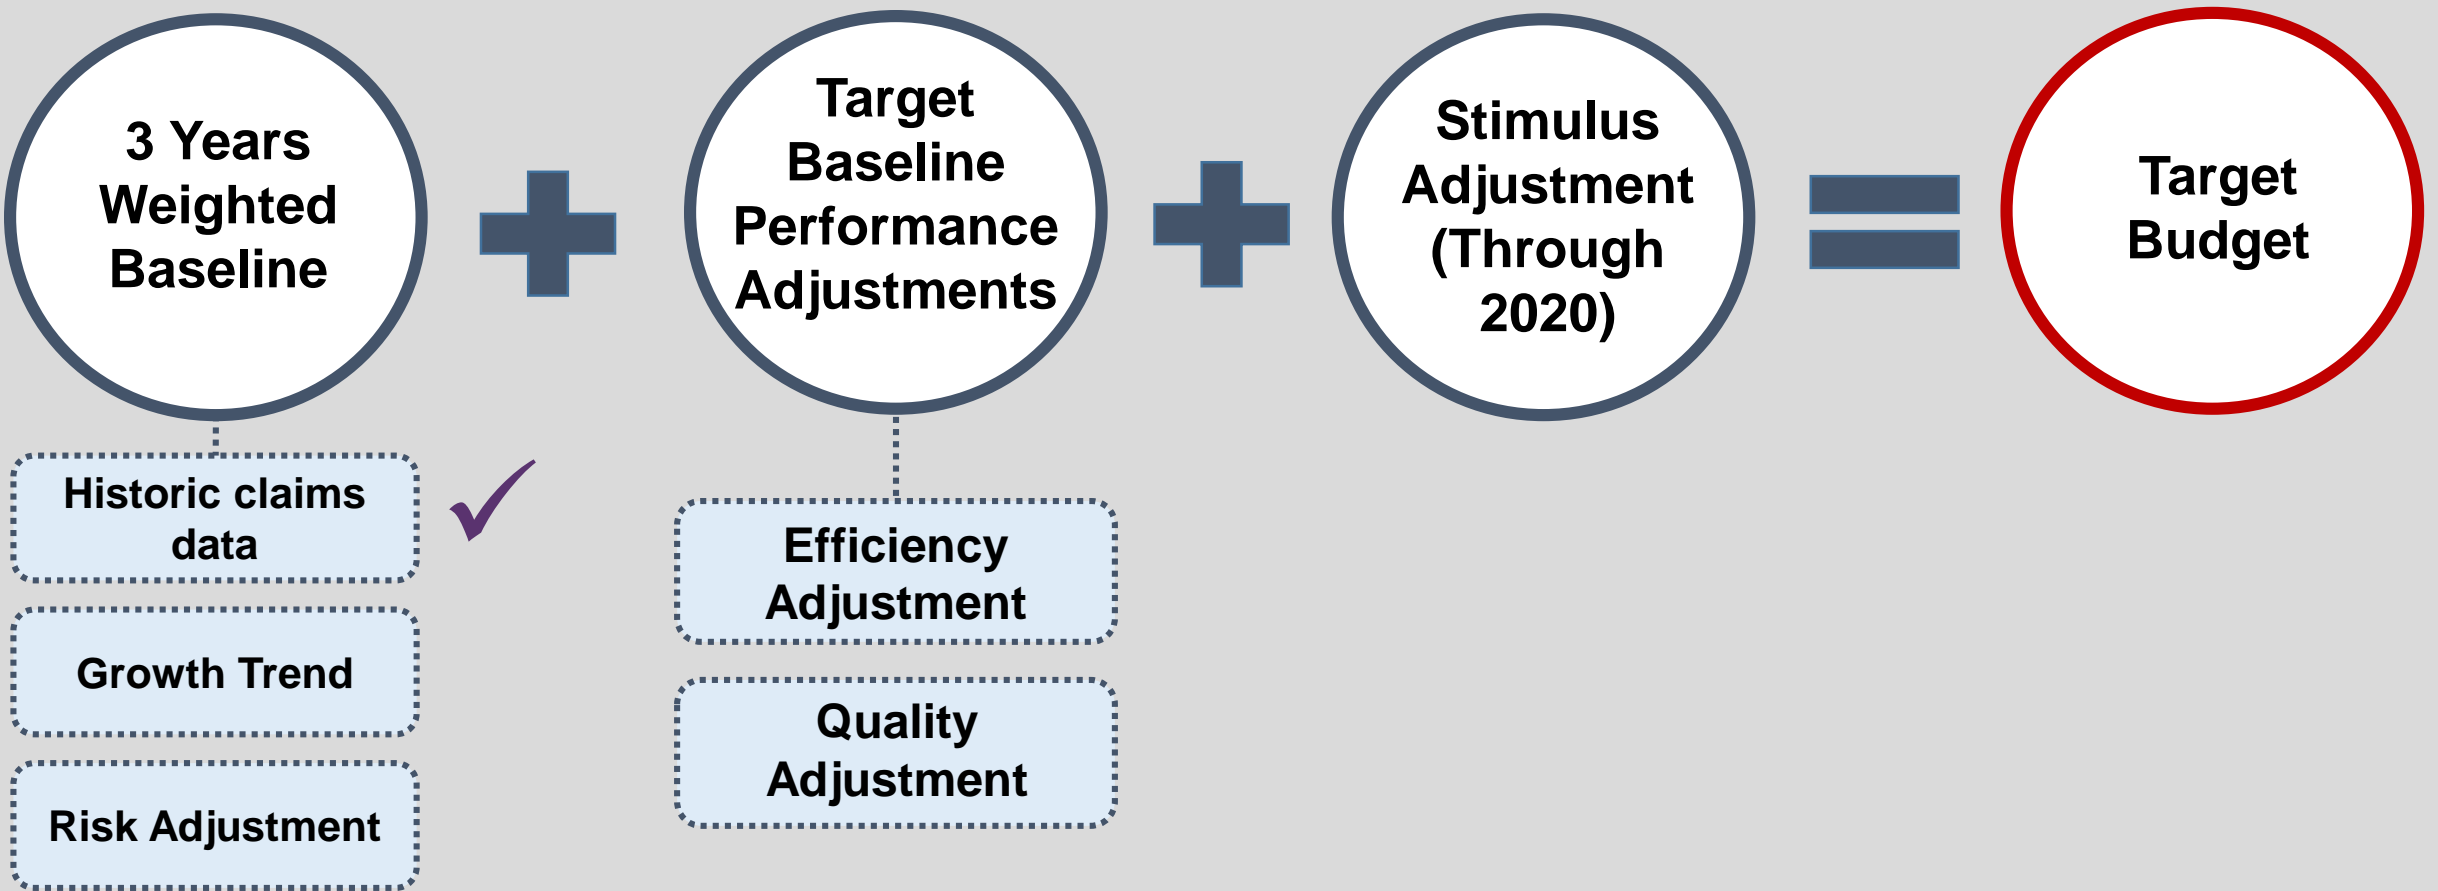 3 Years
Weighted
Baseline
Target
Baseline
Performance
Adjustments
Stimulus
Adjustment
(Through
2020)
Target
Budget
Historic claims
data
Growth Trend
Risk Adjustment
Efficiency
Adjustment
Quality
Adjustment